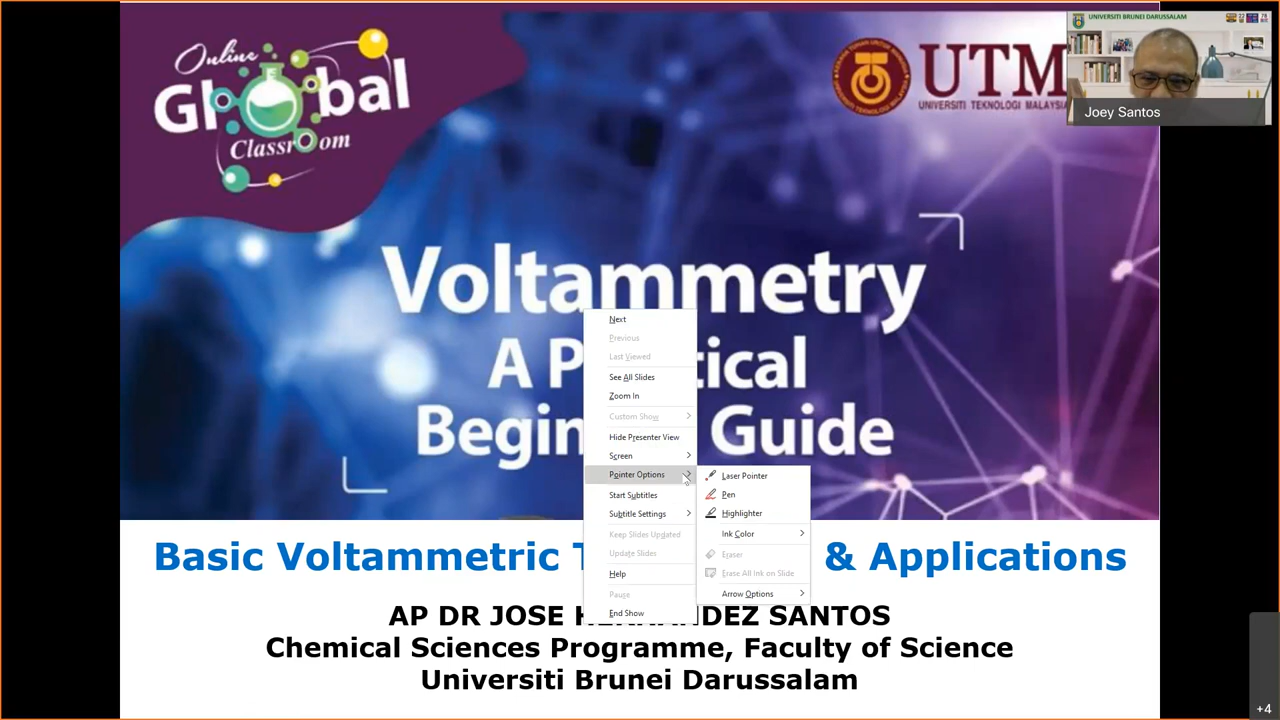 Online
Global
Classroom
UTM
UNIVERSITI TEKNOLOGI MALAYSIA
UNIVERSITI BRUNEI DARUSSALAM
Joey Santos
Voltammetry
A P tical
Begin Guide
Next
Previous
Last Viewed
See All Slides
Zoom In
Custom Show
Hide Presenter View
Screen
Pointer Options
Start Subtitles
Subtitle Settings
Keep Slides Updated
Update Slides
Help
Pause
End Show
Laser Pointer
Pen
Highlighter
Ink Color
Eraser
Erase All Ink on Slide
Arrow Options
Basic Voltammetric T & Applications
AP DR JOSE H NDEZ SANTOS
Chemical Sciences Programme, Faculty of Science
Universiti Brunei Darussalam
+4